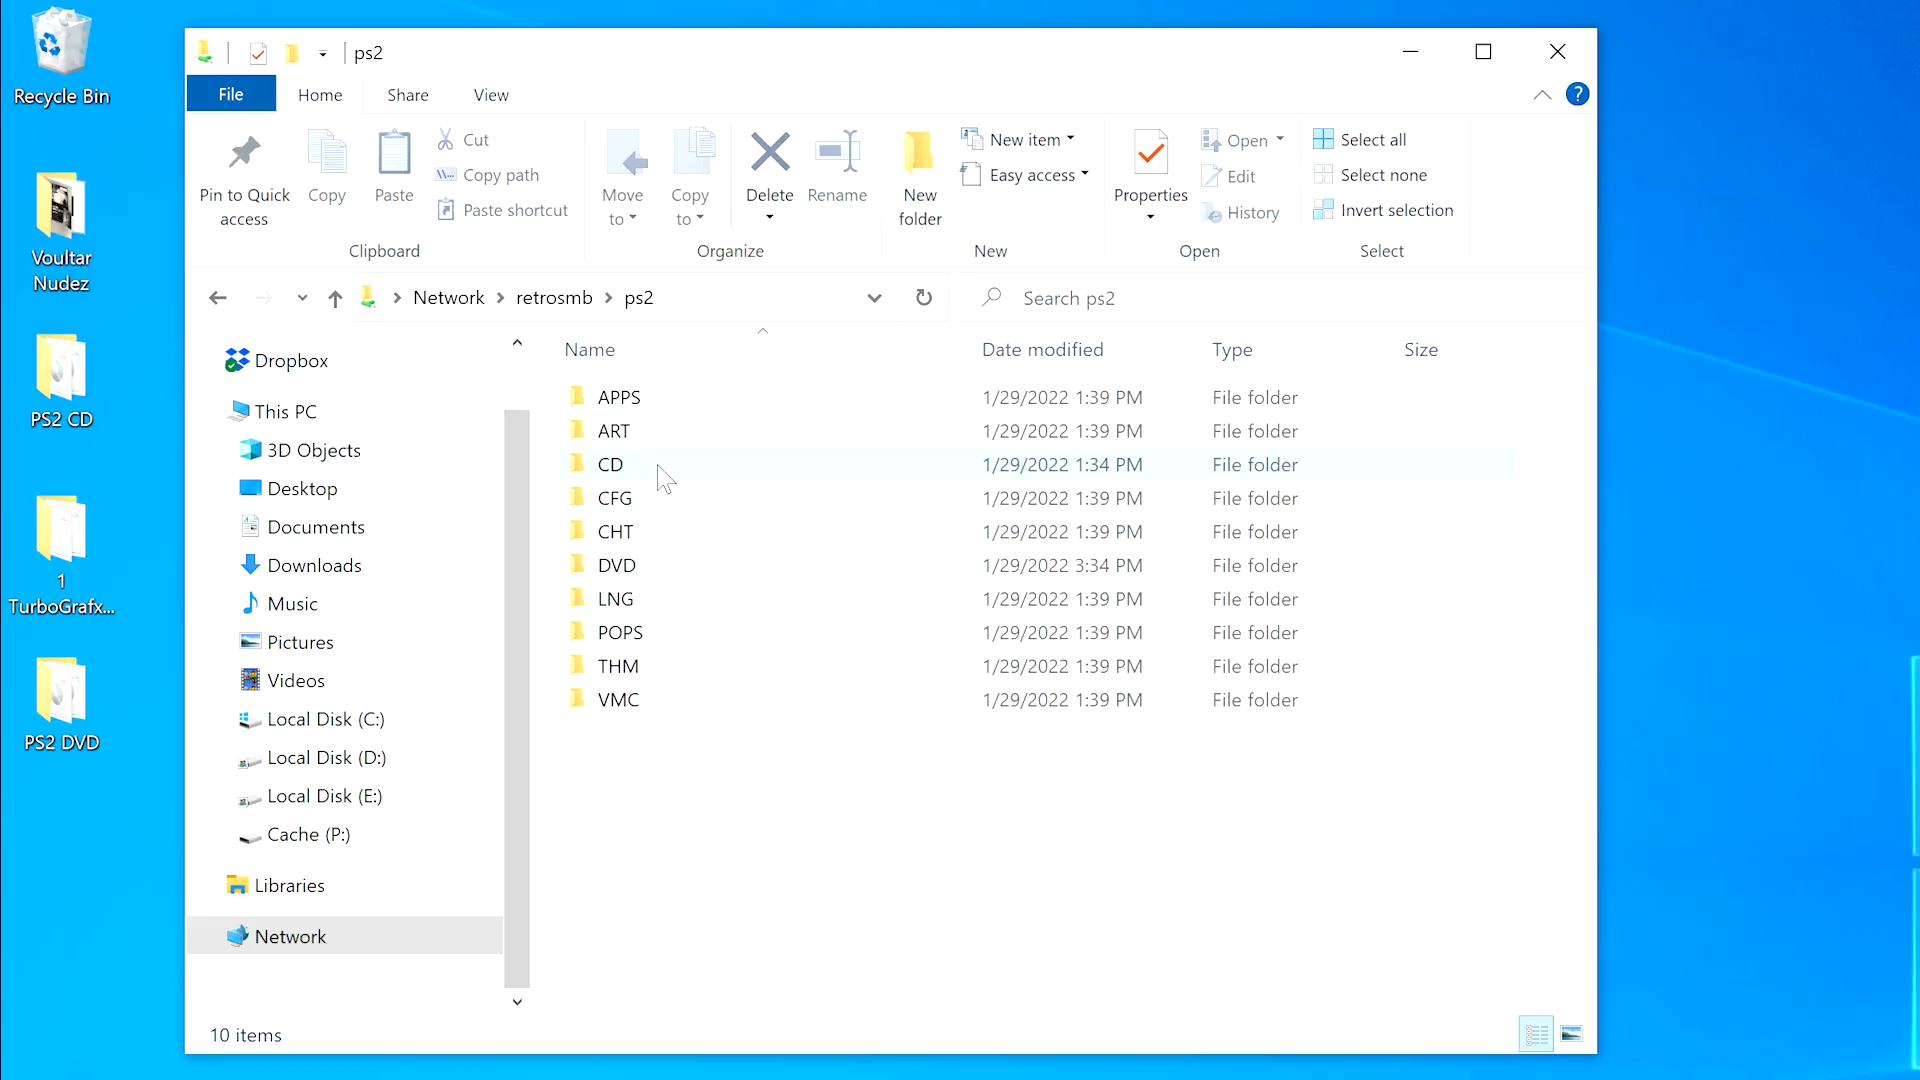 Recycle Bin
Voultar
Nudez
PS2 CD
1
TurboGrafx...
PS2 DVD
ps2
File Home Share View
?
Pin to Quick
access
Copy
Paste
Cut
Copy path
Paste shortcut
Clipboard
Move
to
Copy
to
Delete
Rename
Organize
New
folder
New item
Easy access
New
Properties
Open
Edit
History
Open
Select all
Select none
Invert selection
Select
Network > retrosmb > ps2
Search ps2
Dropbox
This PC
3D Objects
Desktop
Documents
Downloads
Music
Pictures
Videos
Local Disk (C:)
Local Disk (D:)
Local Disk (E:)
Cache (P:)
Libraries
Network
Name Date modified Type Size
APPS 1/29/2022 1:39 PM File folder
ART 1/29/2022 1:39 PM File folder
CD 1/29/2022 1:34 PM File folder
CFG 1/29/2022 1:39 PM File folder
CHT 1/29/2022 1:39 PM File folder
DVD 1/29/2022 3:34 PM File folder
LNG 1/29/2022 1:39 PM File folder
POPS 1/29/2022 1:39 PM File folder
THM 1/29/2022 1:39 PM File folder
VMC 1/29/2022 1:39 PM File folder
10 items